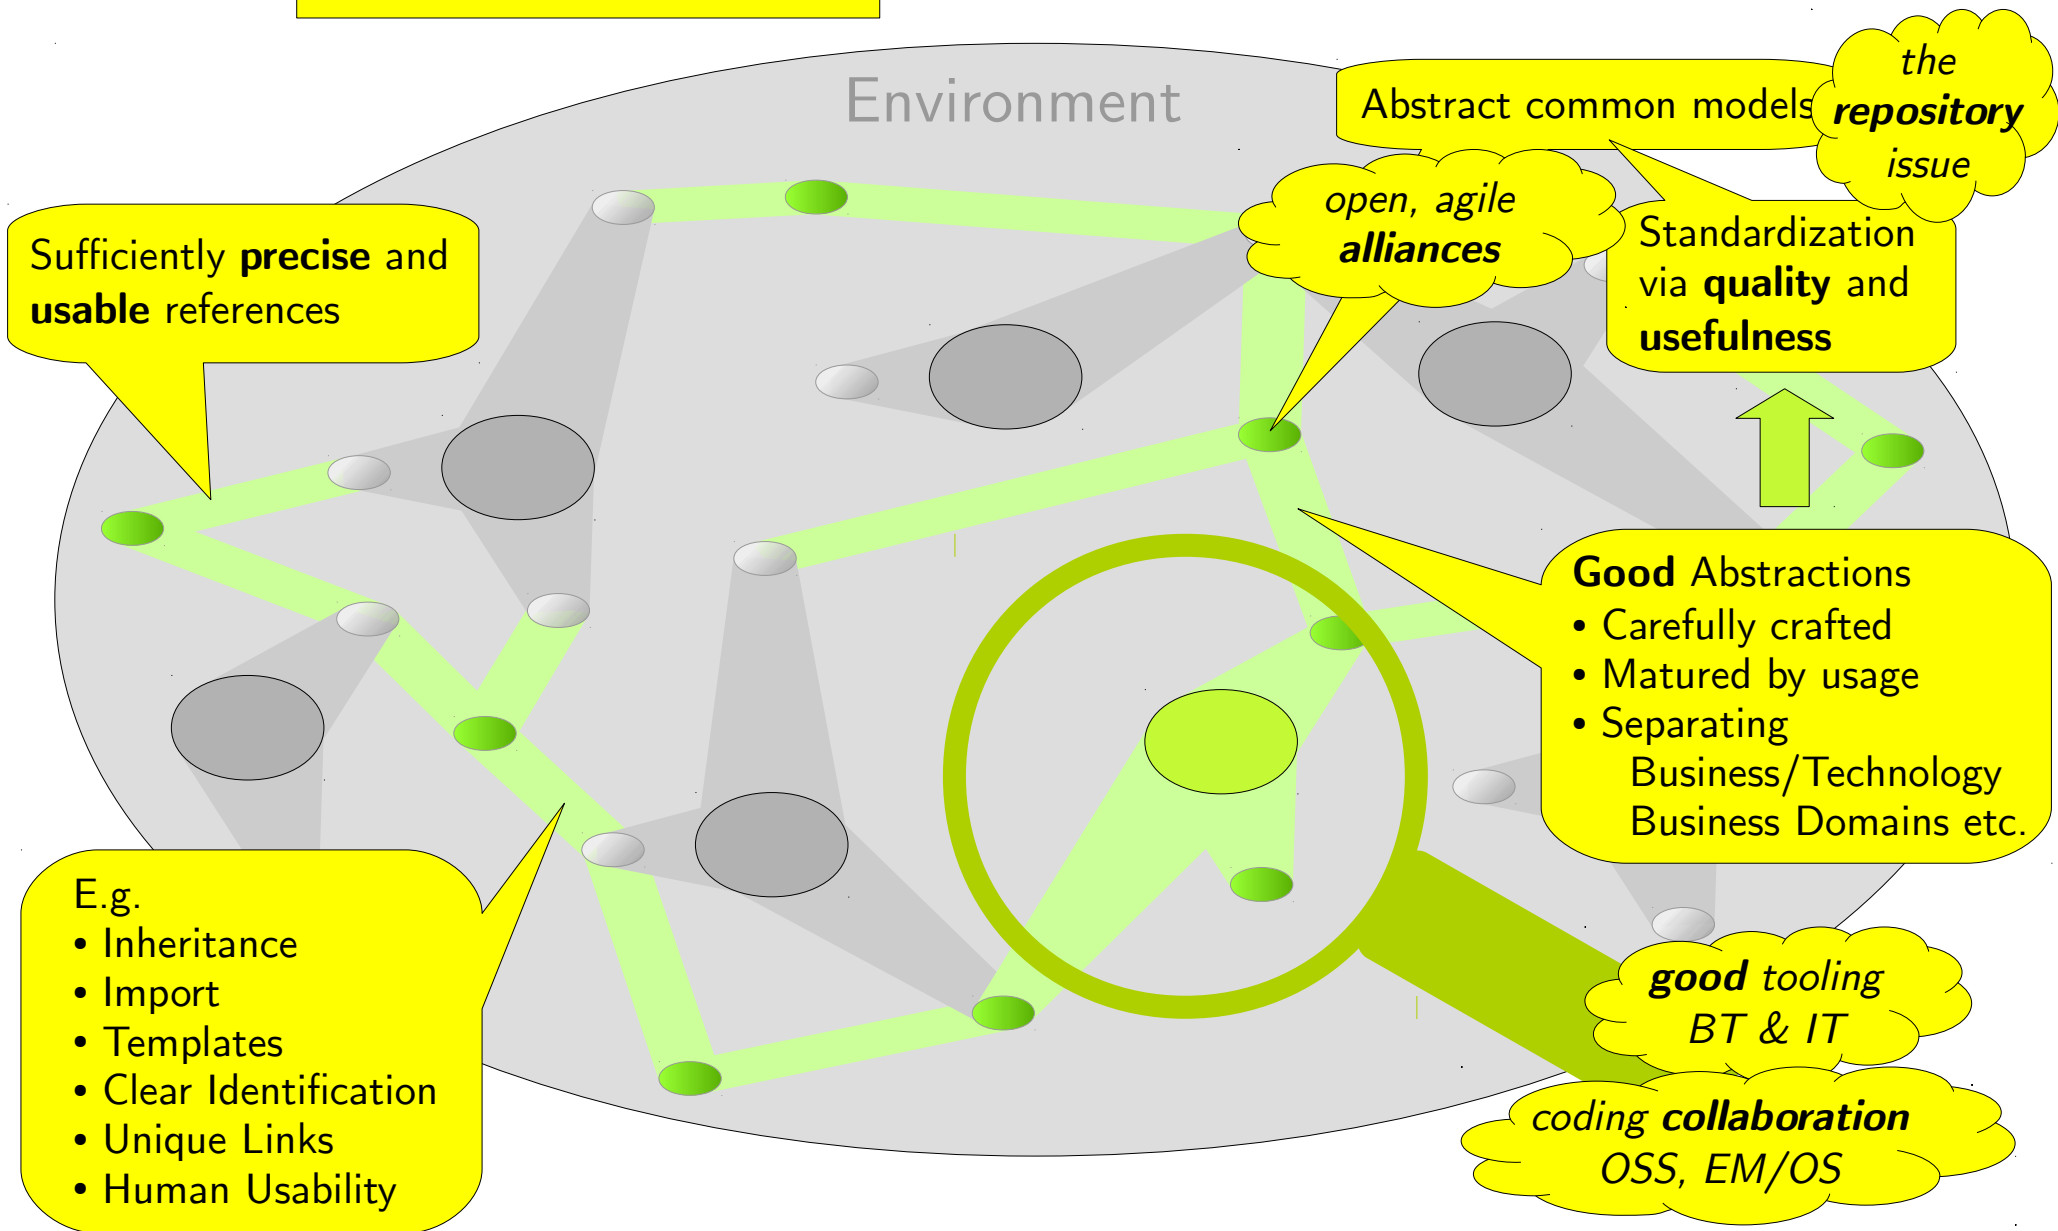 Environment
Abstract common models
the
repository
issue
open, agile
alliances
Standardization
via quality and
usefulness
Sufficiently precise and
usable references
Good Abstractions
• Carefully crafted
• Matured by usage
• Separating
Business/Technology
Business Domains etc.
E.g.
• Inheritance
• Import
• Templates
• Clear Identification
• Unique Links
• Human Usability
good tooling
BT & IT
coding collaboration
OSS, EM/OS